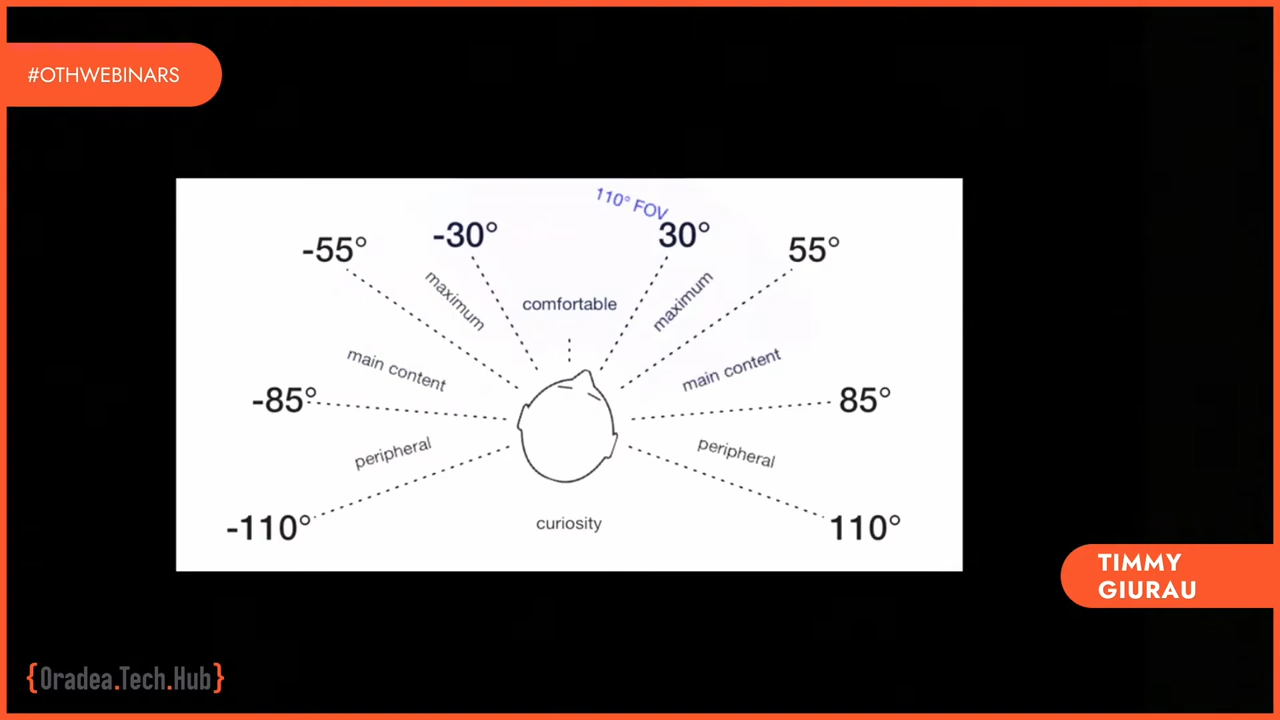 #OTHWEBINARS
110° FOV
-55°
-30°
30°
55°
maximum
comfortable
maximum
main content
main content
-85°
85°
peripheral
peripheral
-110°
curiosity
110°
TIMMY
GIURAU
{Oradea.Tech.Hub}